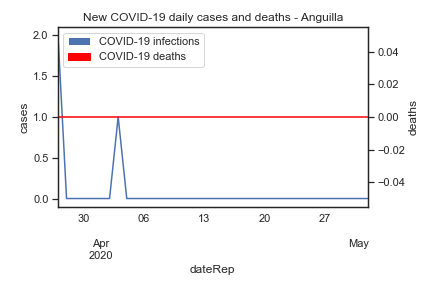 New COVID-19 daily cases and deaths - Anguilla
COVID-19 infections
COVID-19 deaths
2.0
1.5
1.0
0.5
0.0
cases
0.04
0.02
0.00
−0.02
−0.04
deaths
30 06 13 20 27
Apr May
2020
dateRep